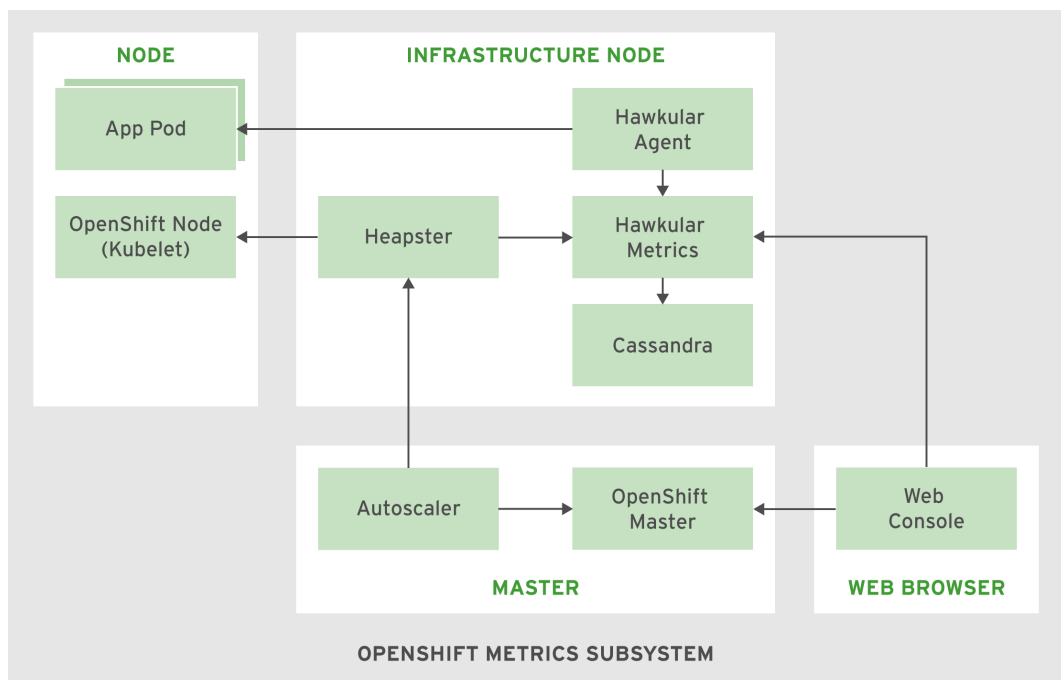 NODE
App Pod
OpenShift Node
(Kubelet)
INFRASTRUCTURE NODE
Hawkular
Agent
Heapster
Hawkular
Metrics
Cassandra
Autoscaler
OpenShift
Master
MASTER
Web
Console
WEB BROWSER
OPENSHIFT METRICS SUBSYSTEM